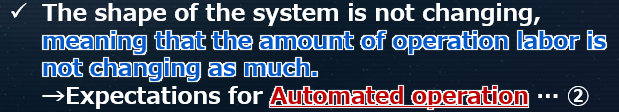 ✓ The shape of the system is not changing,
meaning that the amount of operation labor is
not changing as much.
→Expectations for Automated operation ⋯ ②